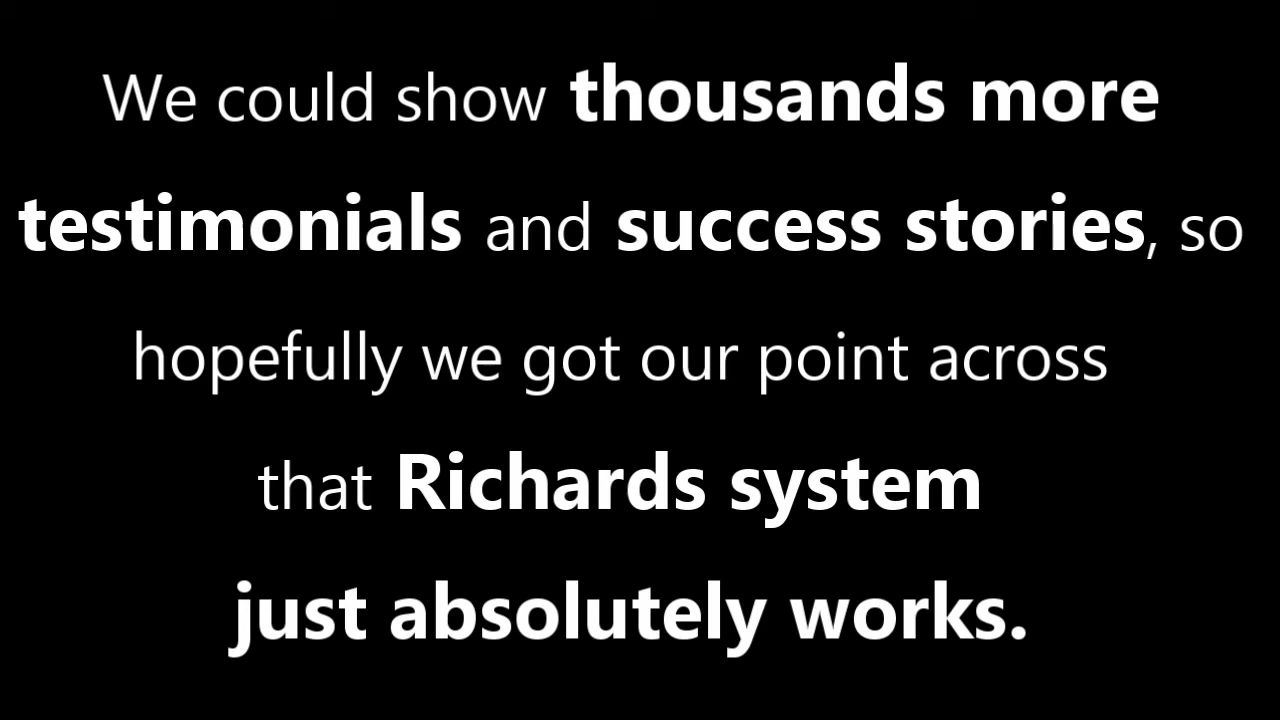 We could show thousands more
testimonials and success stories, so
hopefully we got our point across
that Richards system
just absolutely works.